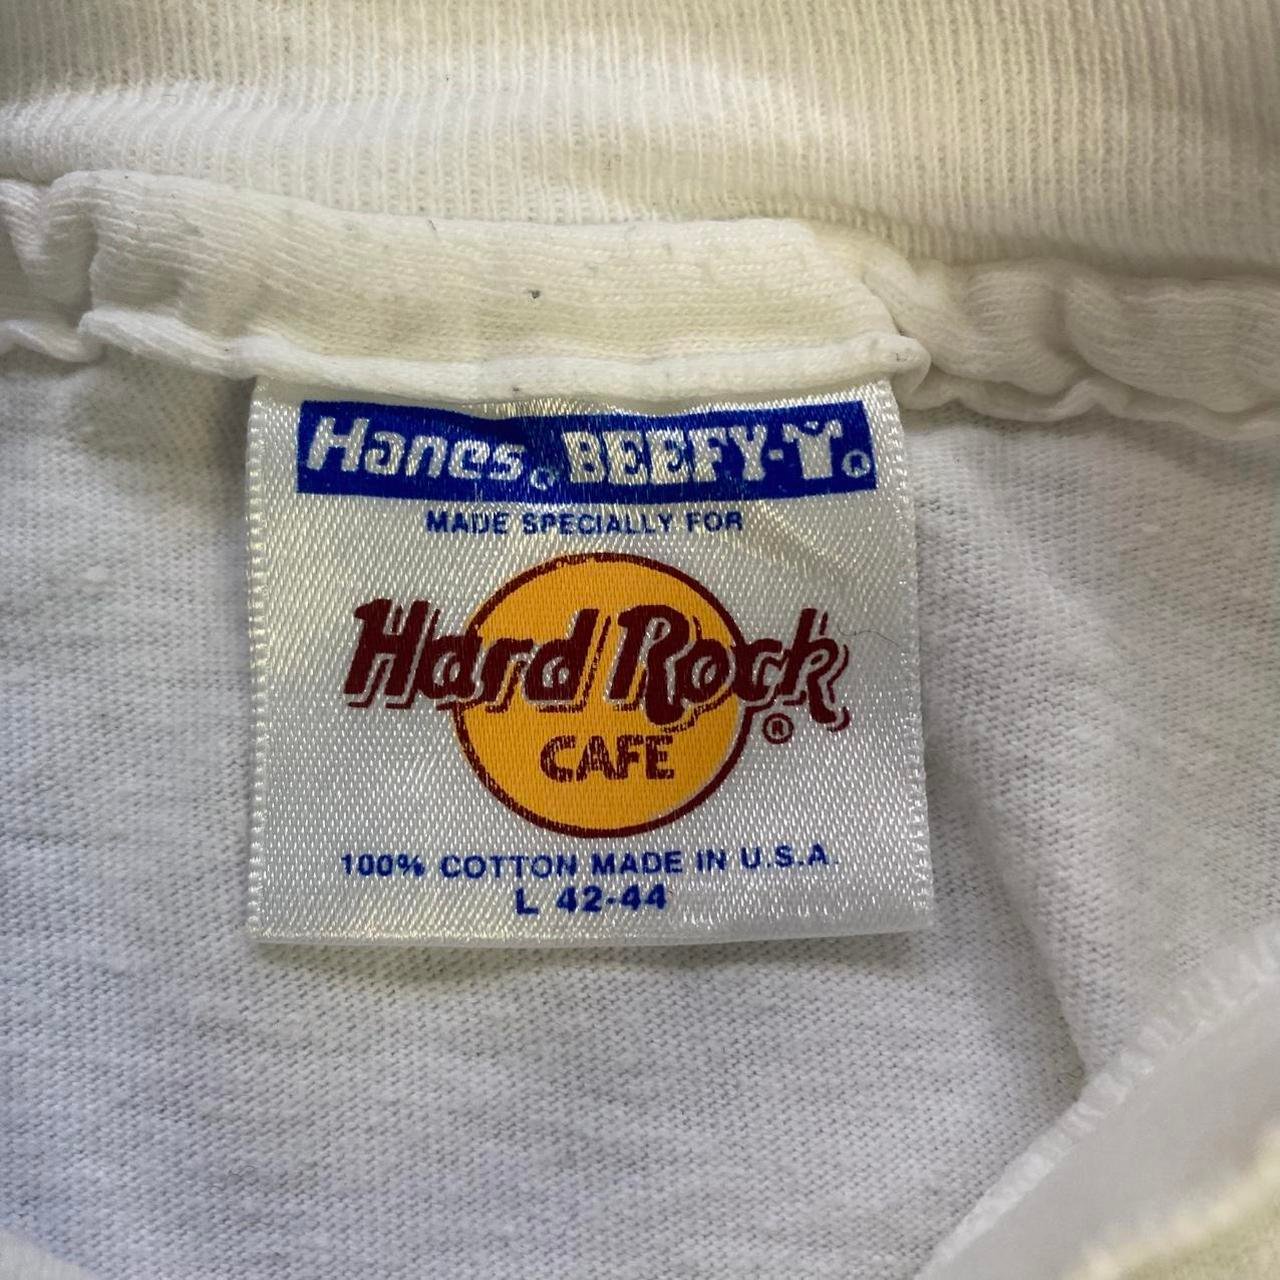 Hanes® BEEFY-T®
MADE SPECIALLY FOR
Hard Rock
®
CAFE
100% COTTON MADE IN U.S.A.
L 42-44